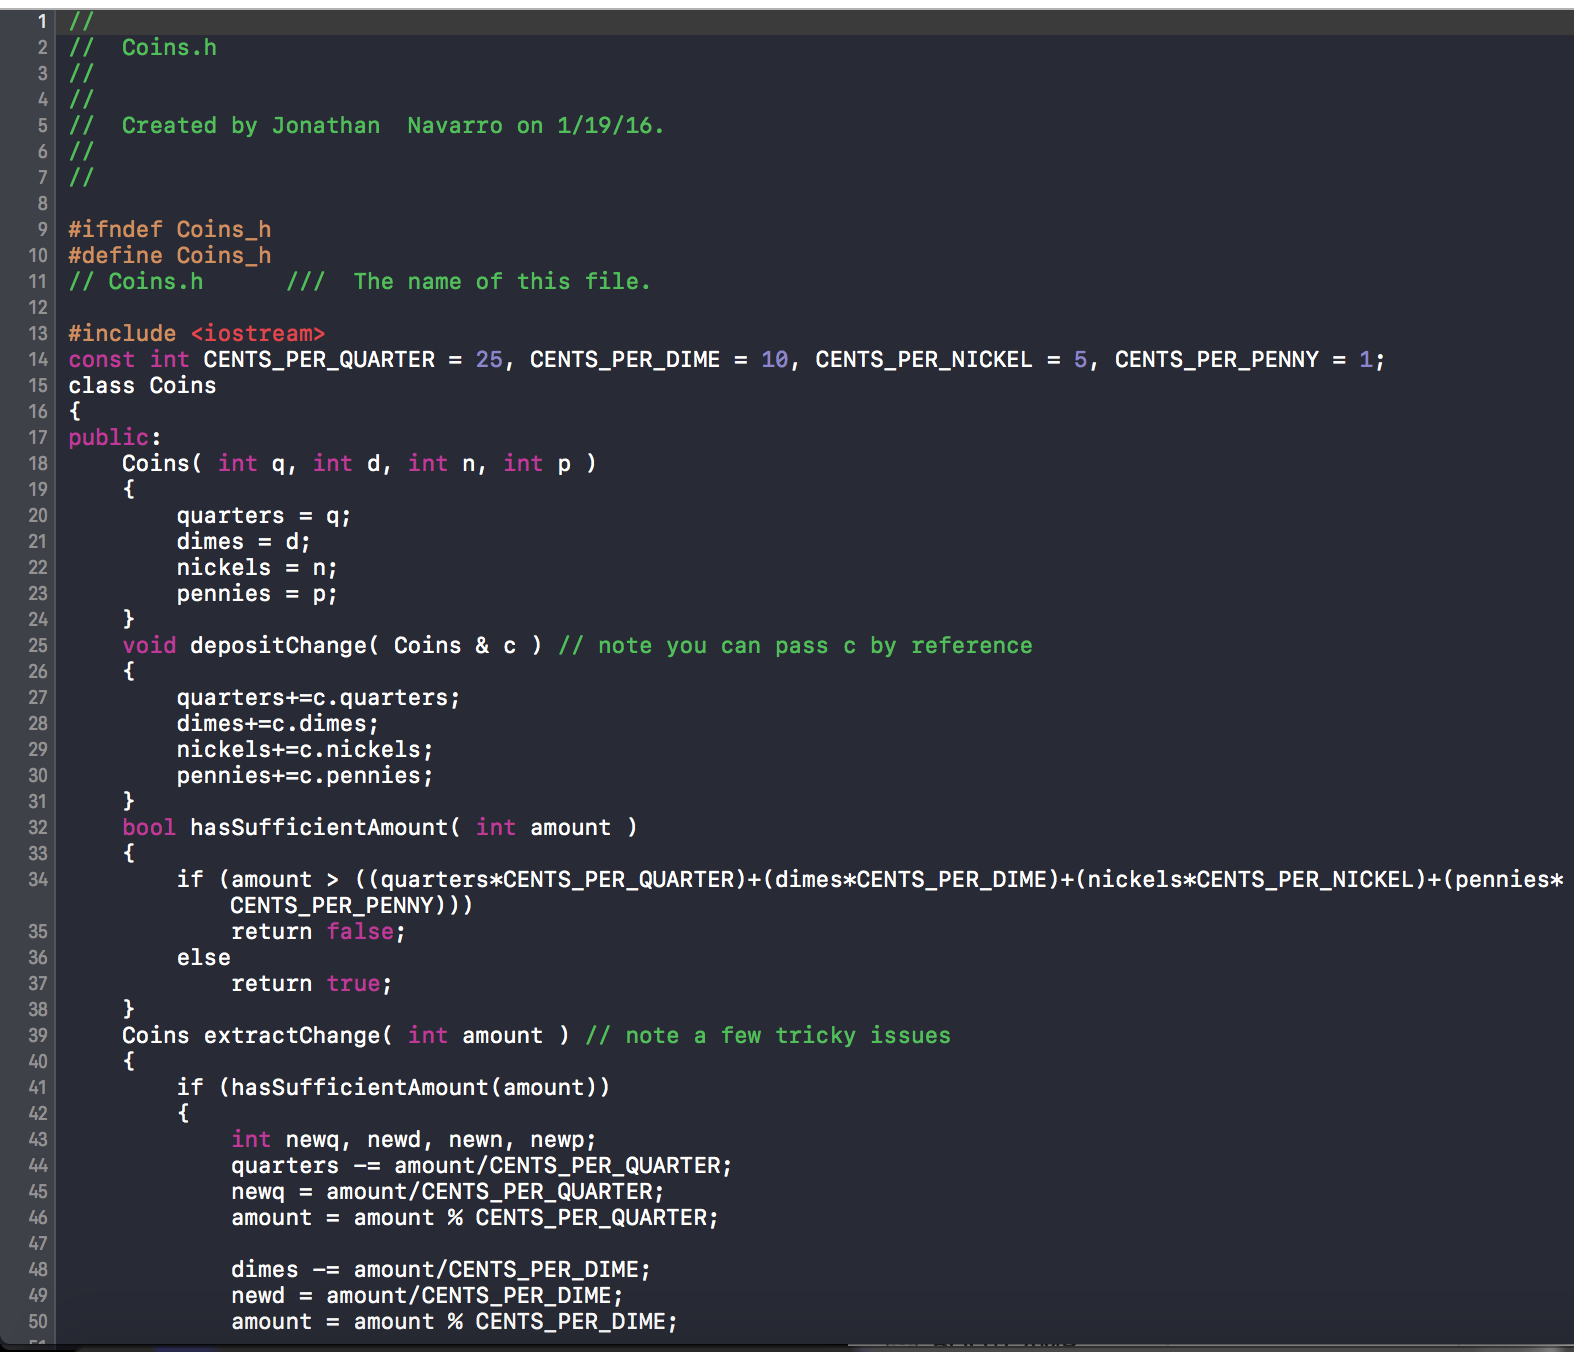 1 //
2 //  Coins.h
3 //
4 //
5 //  Created by Jonathan  Navarro on 1/19/16.
6 //
7 //
8
9 #ifndef Coins_h
10 #define Coins_h
11 // Coins.h      ///  The name of this file.
12
13 #include <iostream>
14 const int CENTS_PER_QUARTER = 25, CENTS_PER_DIME = 10, CENTS_PER_NICKEL = 5, CENTS_PER_PENNY = 1;
15 class Coins
16 {
17 public:
18     Coins( int q, int d, int n, int p )
19     {
20         quarters = q;
21         dimes = d;
22         nickels = n;
23         pennies = p;
24     }
25     void depositChange( Coins & c ) // note you can pass c by reference
26     {
27         quarters+=c.quarters;
28         dimes+=c.dimes;
29         nickels+=c.nickels;
30         pennies+=c.pennies;
31     }
32     bool hasSufficientAmount( int amount )
33     {
34         if (amount > ((quarters*CENTS_PER_QUARTER)+(dimes*CENTS_PER_DIME)+(nickels*CENTS_PER_NICKEL)+(pennies*
            CENTS_PER_PENNY)))
35             return false;
36         else
37             return true;
38     }
39     Coins extractChange( int amount ) // note a few tricky issues
40     {
41         if (hasSufficientAmount(amount))
42         {
43             int newq, newd, newn, newp;
44             quarters -= amount/CENTS_PER_QUARTER;
45             newq = amount/CENTS_PER_QUARTER;
46             amount = amount % CENTS_PER_QUARTER;
47
48             dimes -= amount/CENTS_PER_DIME;
49             newd = amount/CENTS_PER_DIME;
50             amount = amount % CENTS_PER_DIME;